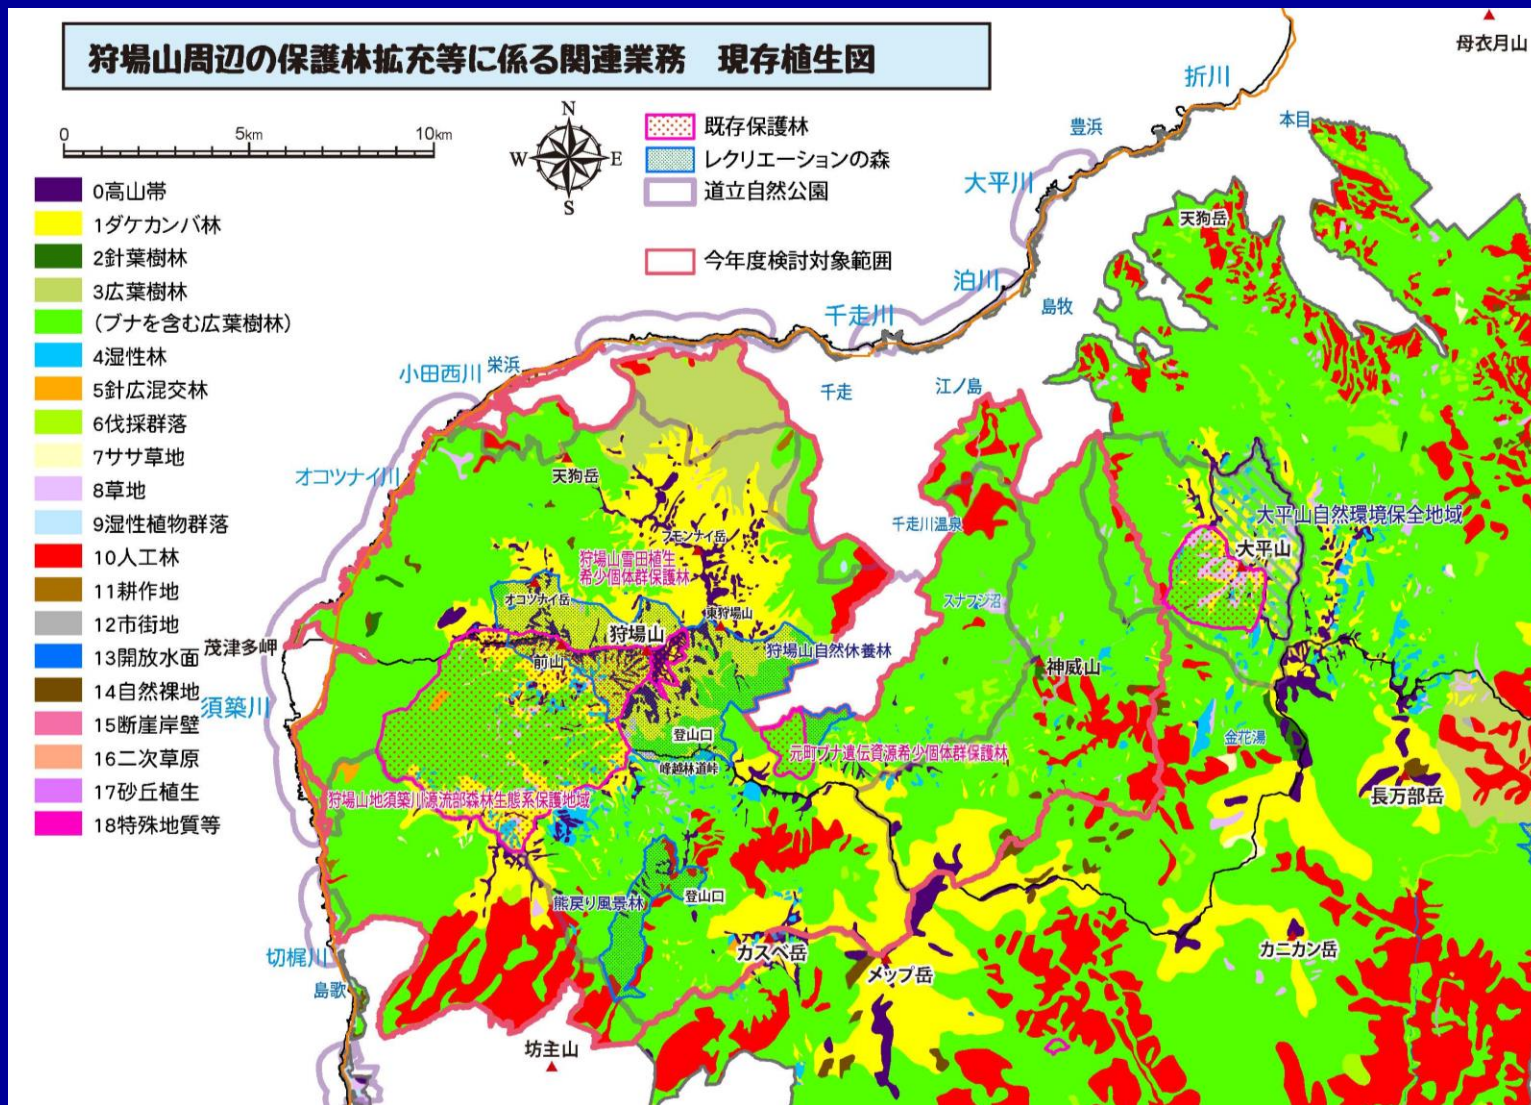 狩場山周辺の保護林拡充等に係る関連業務　現存植生図
0
5km
10km
N
W
E
S
既存保護林
レクリエーションの森
道立自然公園
今年度検討対象範囲
0高山帯
1ダケカンバ林
2針葉樹林
3広葉樹林
(ブナを含む広葉樹林)
4湿性林
5針広混交林
6伐採群落
7ササ草地
8草地
9湿性植物群落
10人工林
11耕作地
12市街地
13開放水面
14自然裸地
15断崖岸壁
16二次草原
17砂丘植生
18特殊地質等
母衣月山
折川
豊浜
本目
大平川
天狗岳
泊川
島牧
千走川
小田西川
栄浜
千走
江ノ島
オコツナイ川
天狗岳
千走川温泉
大平山自然環境保全地域
フモンナイ岳
大平山
狩場山雪田植生
希少個体群保護林
オコツナイ岳
東狩場山
スナフン沼
狩場山
茂津多岬
前山
狩場山自然休養林
神威山
須築川
登山口
金花湯
元町ブナ遺伝資源希少個体群保護林
峰越林道峠
狩場山地須築川源流部森林生態系保護地域
長万部岳
登山口
熊戻り風景林
カスベ岳
カニカン岳
切梶川
メップ岳
島歌
坊主山